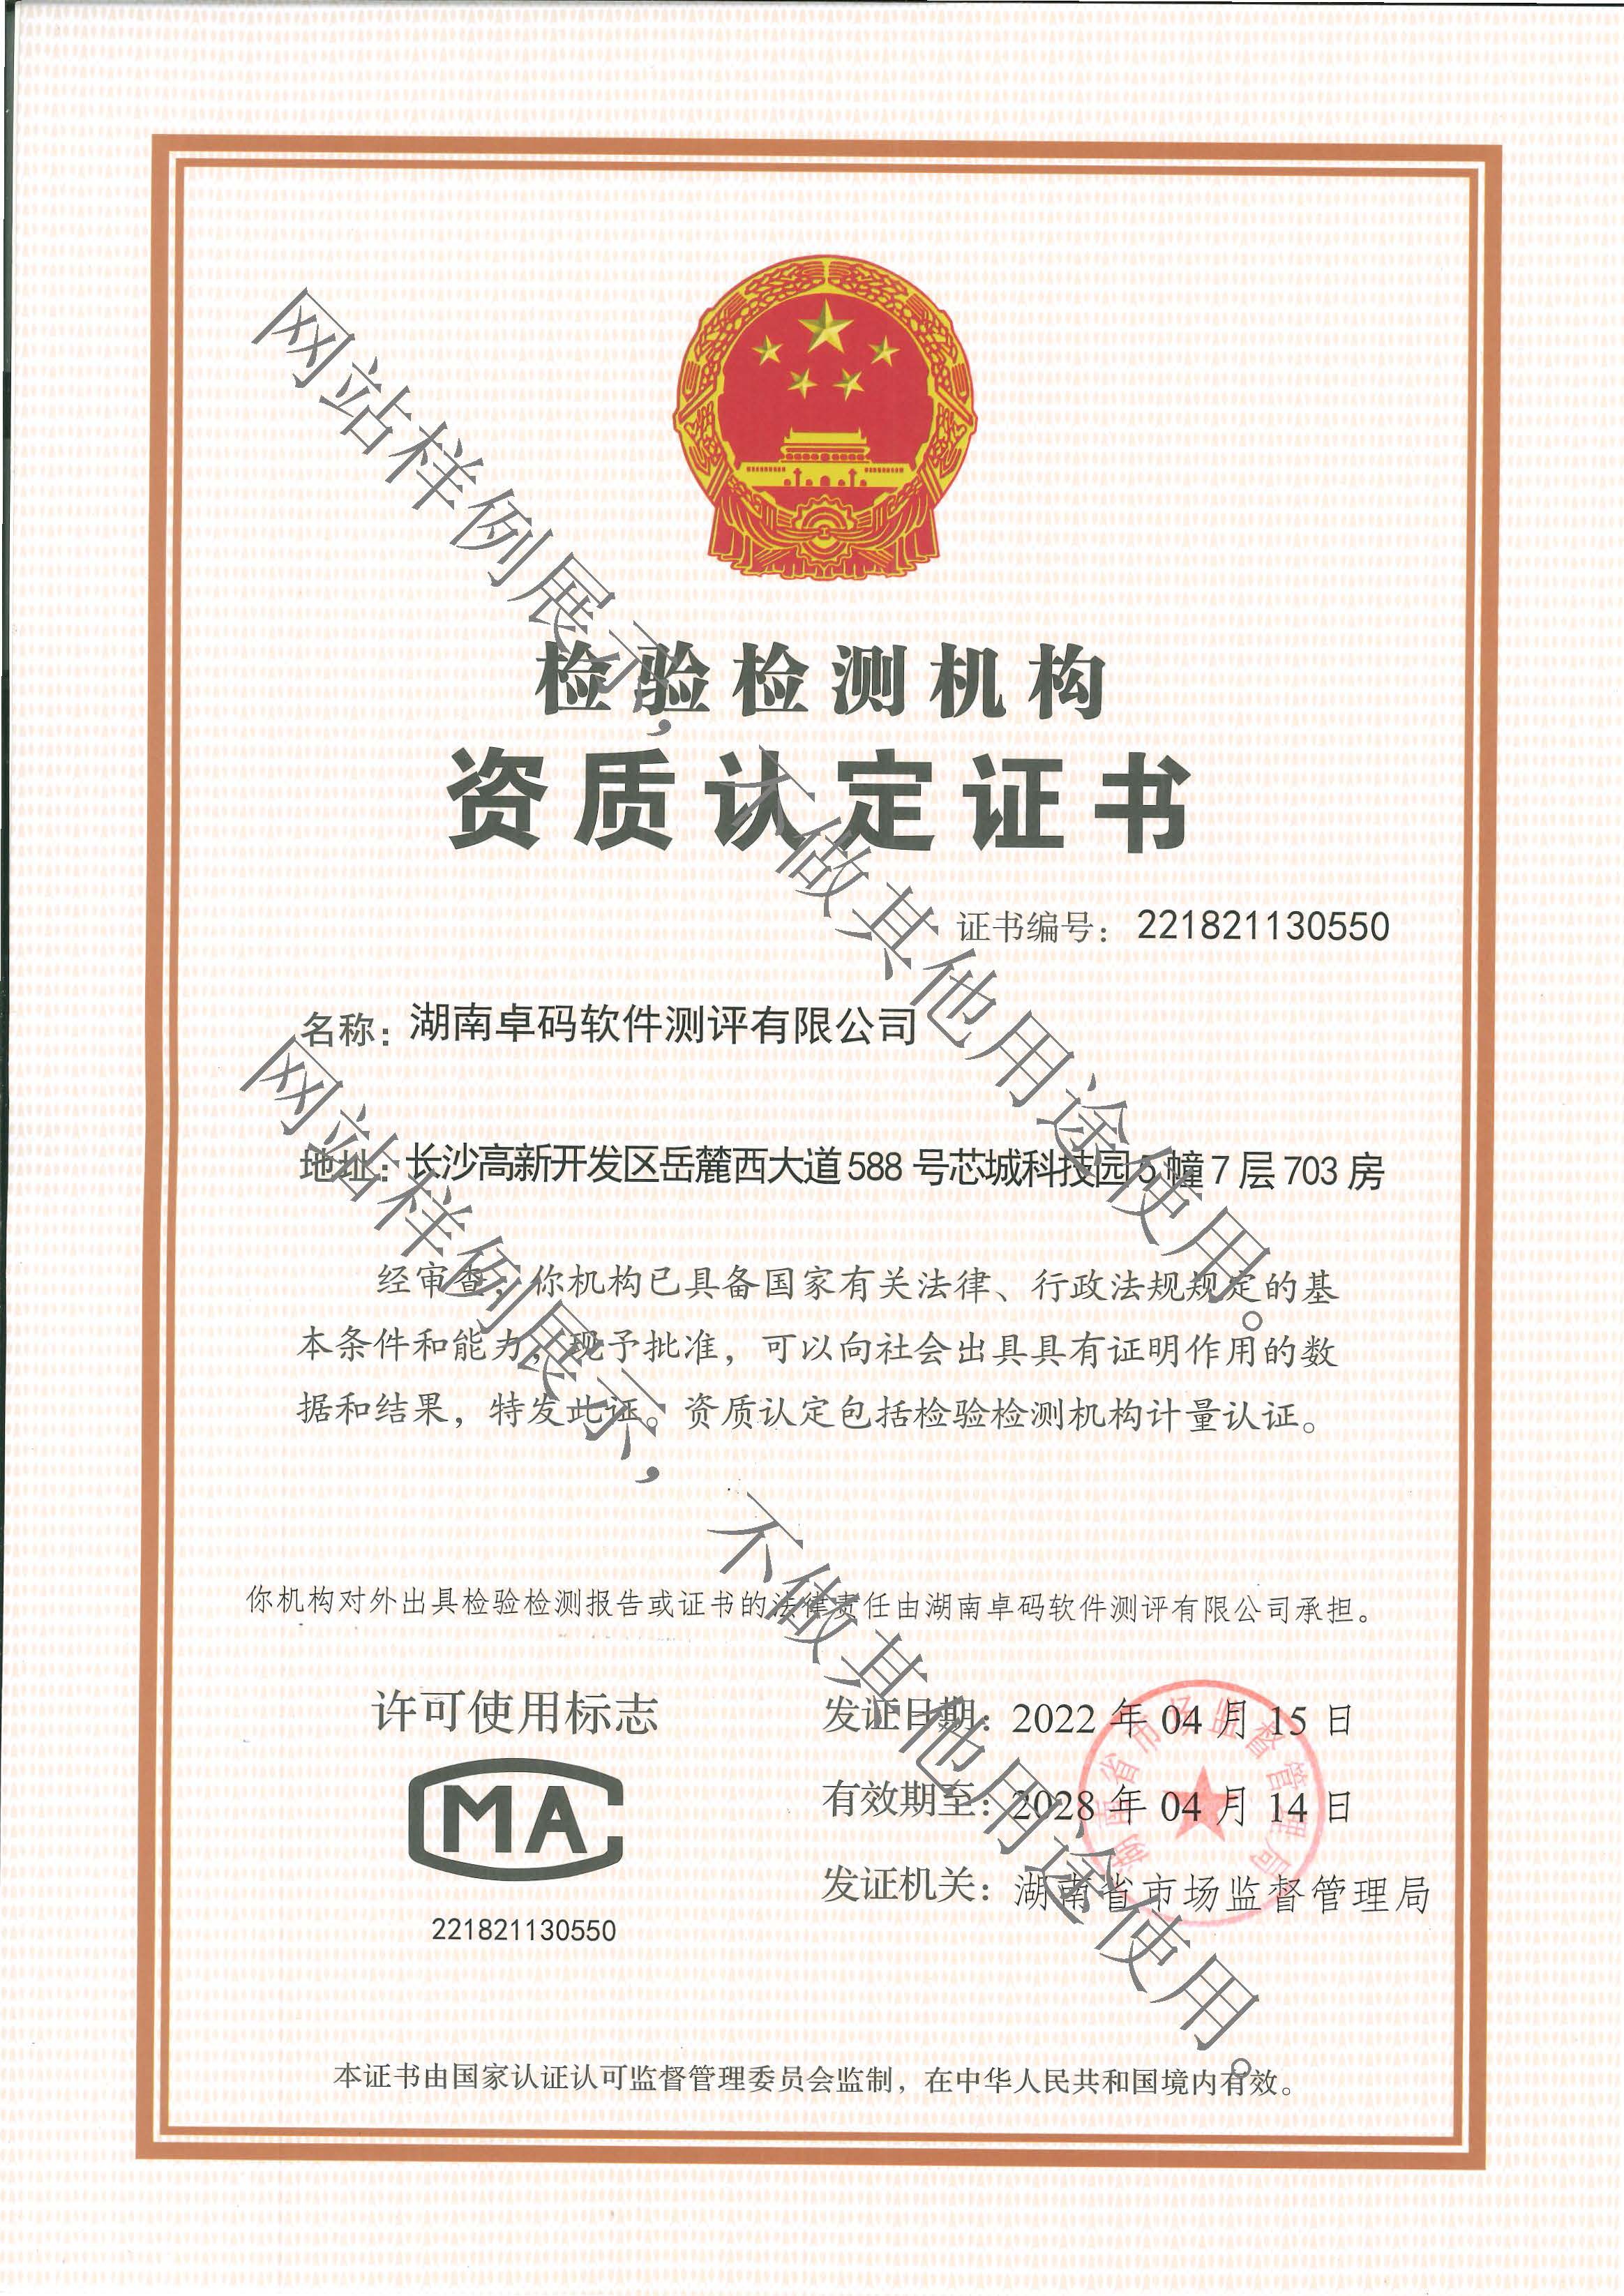 检验检测机构
资质认定证书
证书编号：221821130550
名称：湖南卓码软件测评有限公司
地址：长沙高新开发区岳麓西大道588号芯城科技园5幢7层703房
经审查，你机构已具备国家有关法律、行政法规规定的基
本条件和能力，现予批准，可以向社会出具具有证明作用的数
据和结果，特发此证。资质认定包括检验检测机构计量认证。
你机构对外出具检验检测报告或证书的法律责任由湖南卓码软件测评有限公司承担。
许可使用标志
MA
221821130550
发证日期：2022年04月15日
有效期至：2028年04月14日
发证机关：湖南省市场监督管理局
湖南省市场监督管理局
本证书由国家认证认可监督管理委员会监制，在中华人民共和国境内有效。
网站样例展示，不做其他用途使用。
网站样例展示，不做其他用途使用。